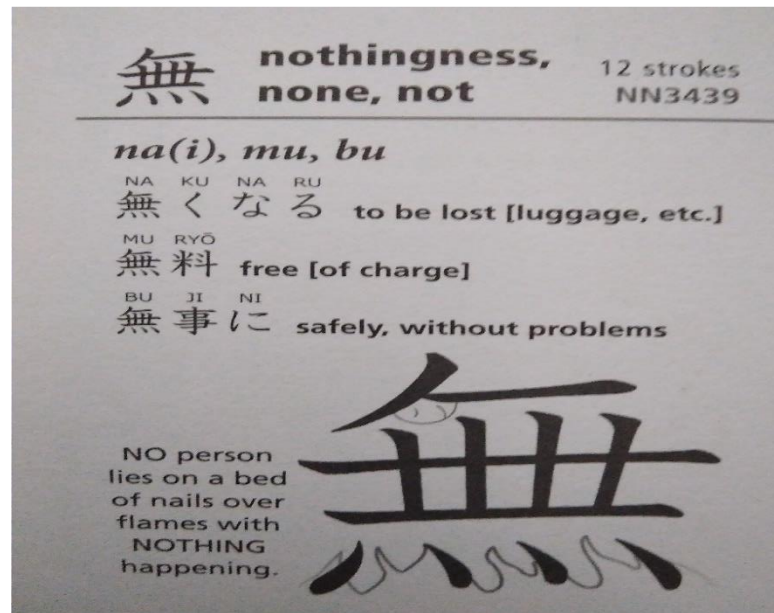 無 nothingness, 12 strokes
none, not NN3439
na(i), mu, bu
NA KU NA RU
無くなる to be lost [luggage, etc.]
MU RYŌ
無料 free [of charge]
BU JI NI
無事に safely, without problems
NO person
lies on a bed
of nails over
flames with
NOTHING
happening.
無